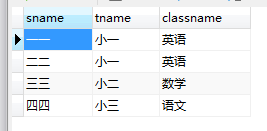 sname tname classname
一一 小一 英语
二二 小一 英语
三三 小二 数学
四四 小三 语文